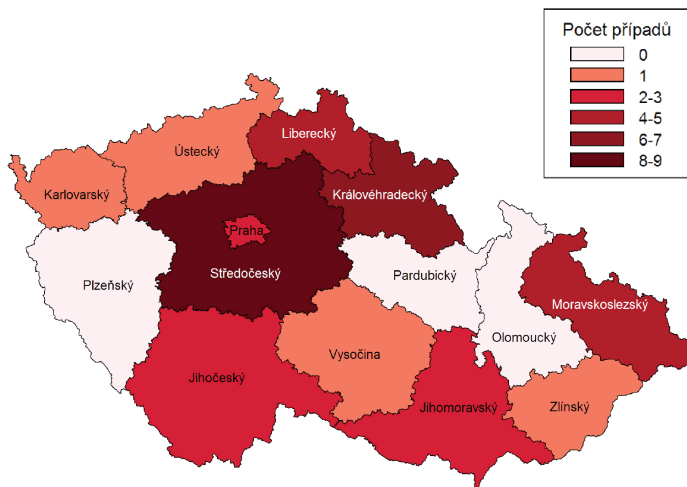 Počet případů
0
1
2-3
4-5
6-7
8-9
Liberecký
Ústecký
Karlovarský
Královéhradecký
Praha
Středočeský
Plzeňský
Pardubický
Moravskoslezský
Olomoucký
Vysočina
Jihočeský
Jihomoravský
Zlínský